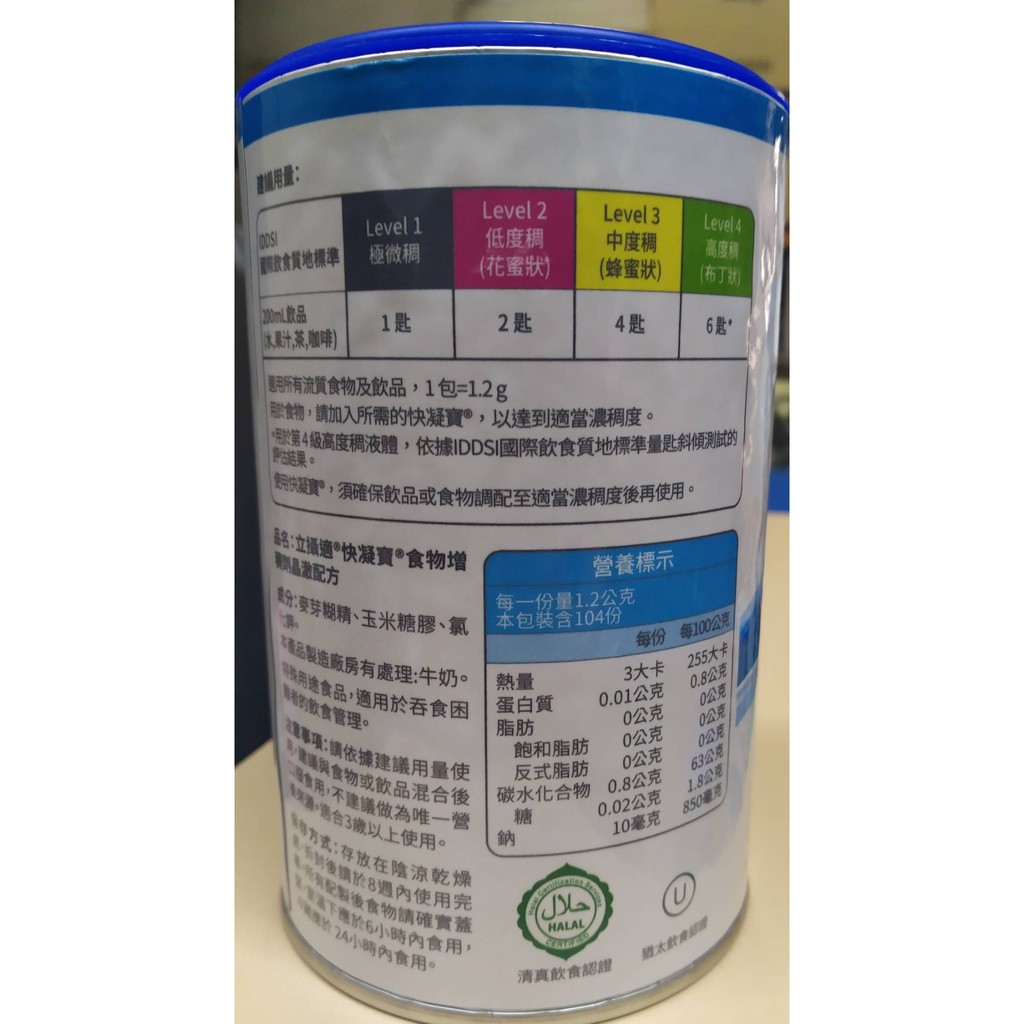 建議用量：
IDDSI
國際飲食質地標準
Level 1
極微稠
Level 2
低度稠
(花蜜狀)
Level 3
中度稠
(蜂蜜狀)
Level 4
高度稠
(布丁狀)
200mL飲品
(水,果汁,茶,咖啡)
1匙
2匙
4匙
6匙*
適用所有流質食物及飲品，1包=1.2g
用於食物，請加入所需的快凝寶®，以達到適當濃稠度。
*用於第4級高度稠液體，依據IDDSI國際飲食質地標準量匙斜傾測試的
評估結果。
使用快凝寶®，須確保飲品或食物調配至適當濃稠度後再使用。
品名：立攝適®快凝寶®食物增
稠劑晶澈配方
成分：麥芽糊精、玉米糖膠、氯
化鉀。
本產品製造廠房有處理:牛奶。
特殊用途食品，適用於吞食困
難者的飲食管理。
注意事項：請依據建議用量使
用，建議與食物或飲品混合後
食用，不建議做為唯一營
養來源。適合3歲以上使用。
保存方式：存放在陰涼乾燥
處，拆封後請於8週內使用完
畢，所有配製後食物請確實蓋
室溫下應於6小時內食用，
冷藏應於24小時內食用。
營養標示
每一份量1.2公克
本包裝含104份
每份 每100公克
熱量 3大卡 255大卡
蛋白質 0.01公克 0.8公克
脂肪 0公克 0公克
飽和脂肪 0公克 0公克
反式脂肪 0公克 0公克
碳水化合物 0.8公克 63公克
糖 0.02公克 1.8公克
鈉 10毫克 850毫克
Halal Certification Services
حلال
HALAL
CERTIFIED
清真飲食認證
U
猶太飲食認證